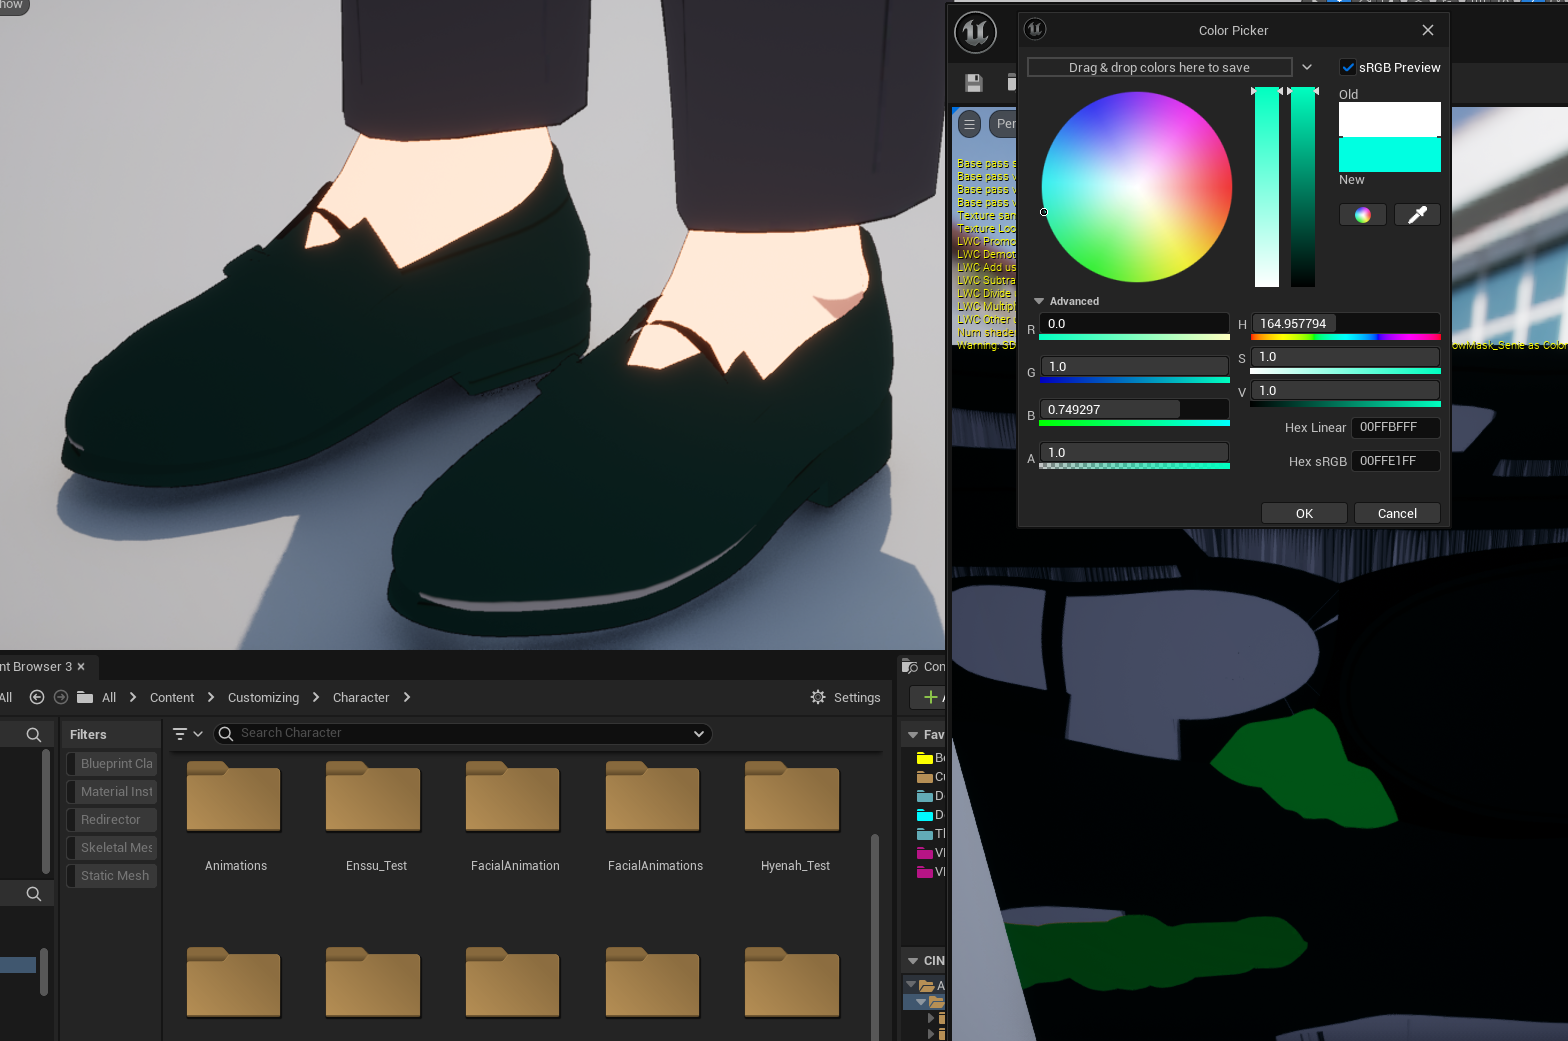 how
nt Browser 3
All
All
Content
Customizing
Character
Settings
Filters
Search Character
Blueprint Cla
Material Inst
Redirector
Skeletal Mes
Static Mesh
Animations
Enssu_Test
FacialAnimation
FacialAnimations
Hyenah_Test
Con
Fav
CIN
Color Picker
Drag & drop colors here to save
sRGB Preview
Old
New
Advanced
R
0.0
G
1.0
B
0.749297
A
1.0
H
164.957794
S
1.0
V
1.0
Hex Linear
00FFBFFF
Hex sRGB
00FFE1FF
OK
Cancel
Per
Base pass s
Base pass v
Base pass v
Base pass v
Texture sam
Texture Loo
LWC Promo
LWC Demot
LWC Add us
LWC Subtra
LWC Divide
LWC Multipl
LWC Other
Num shade
Warning: SD
owMask_Serie as Color